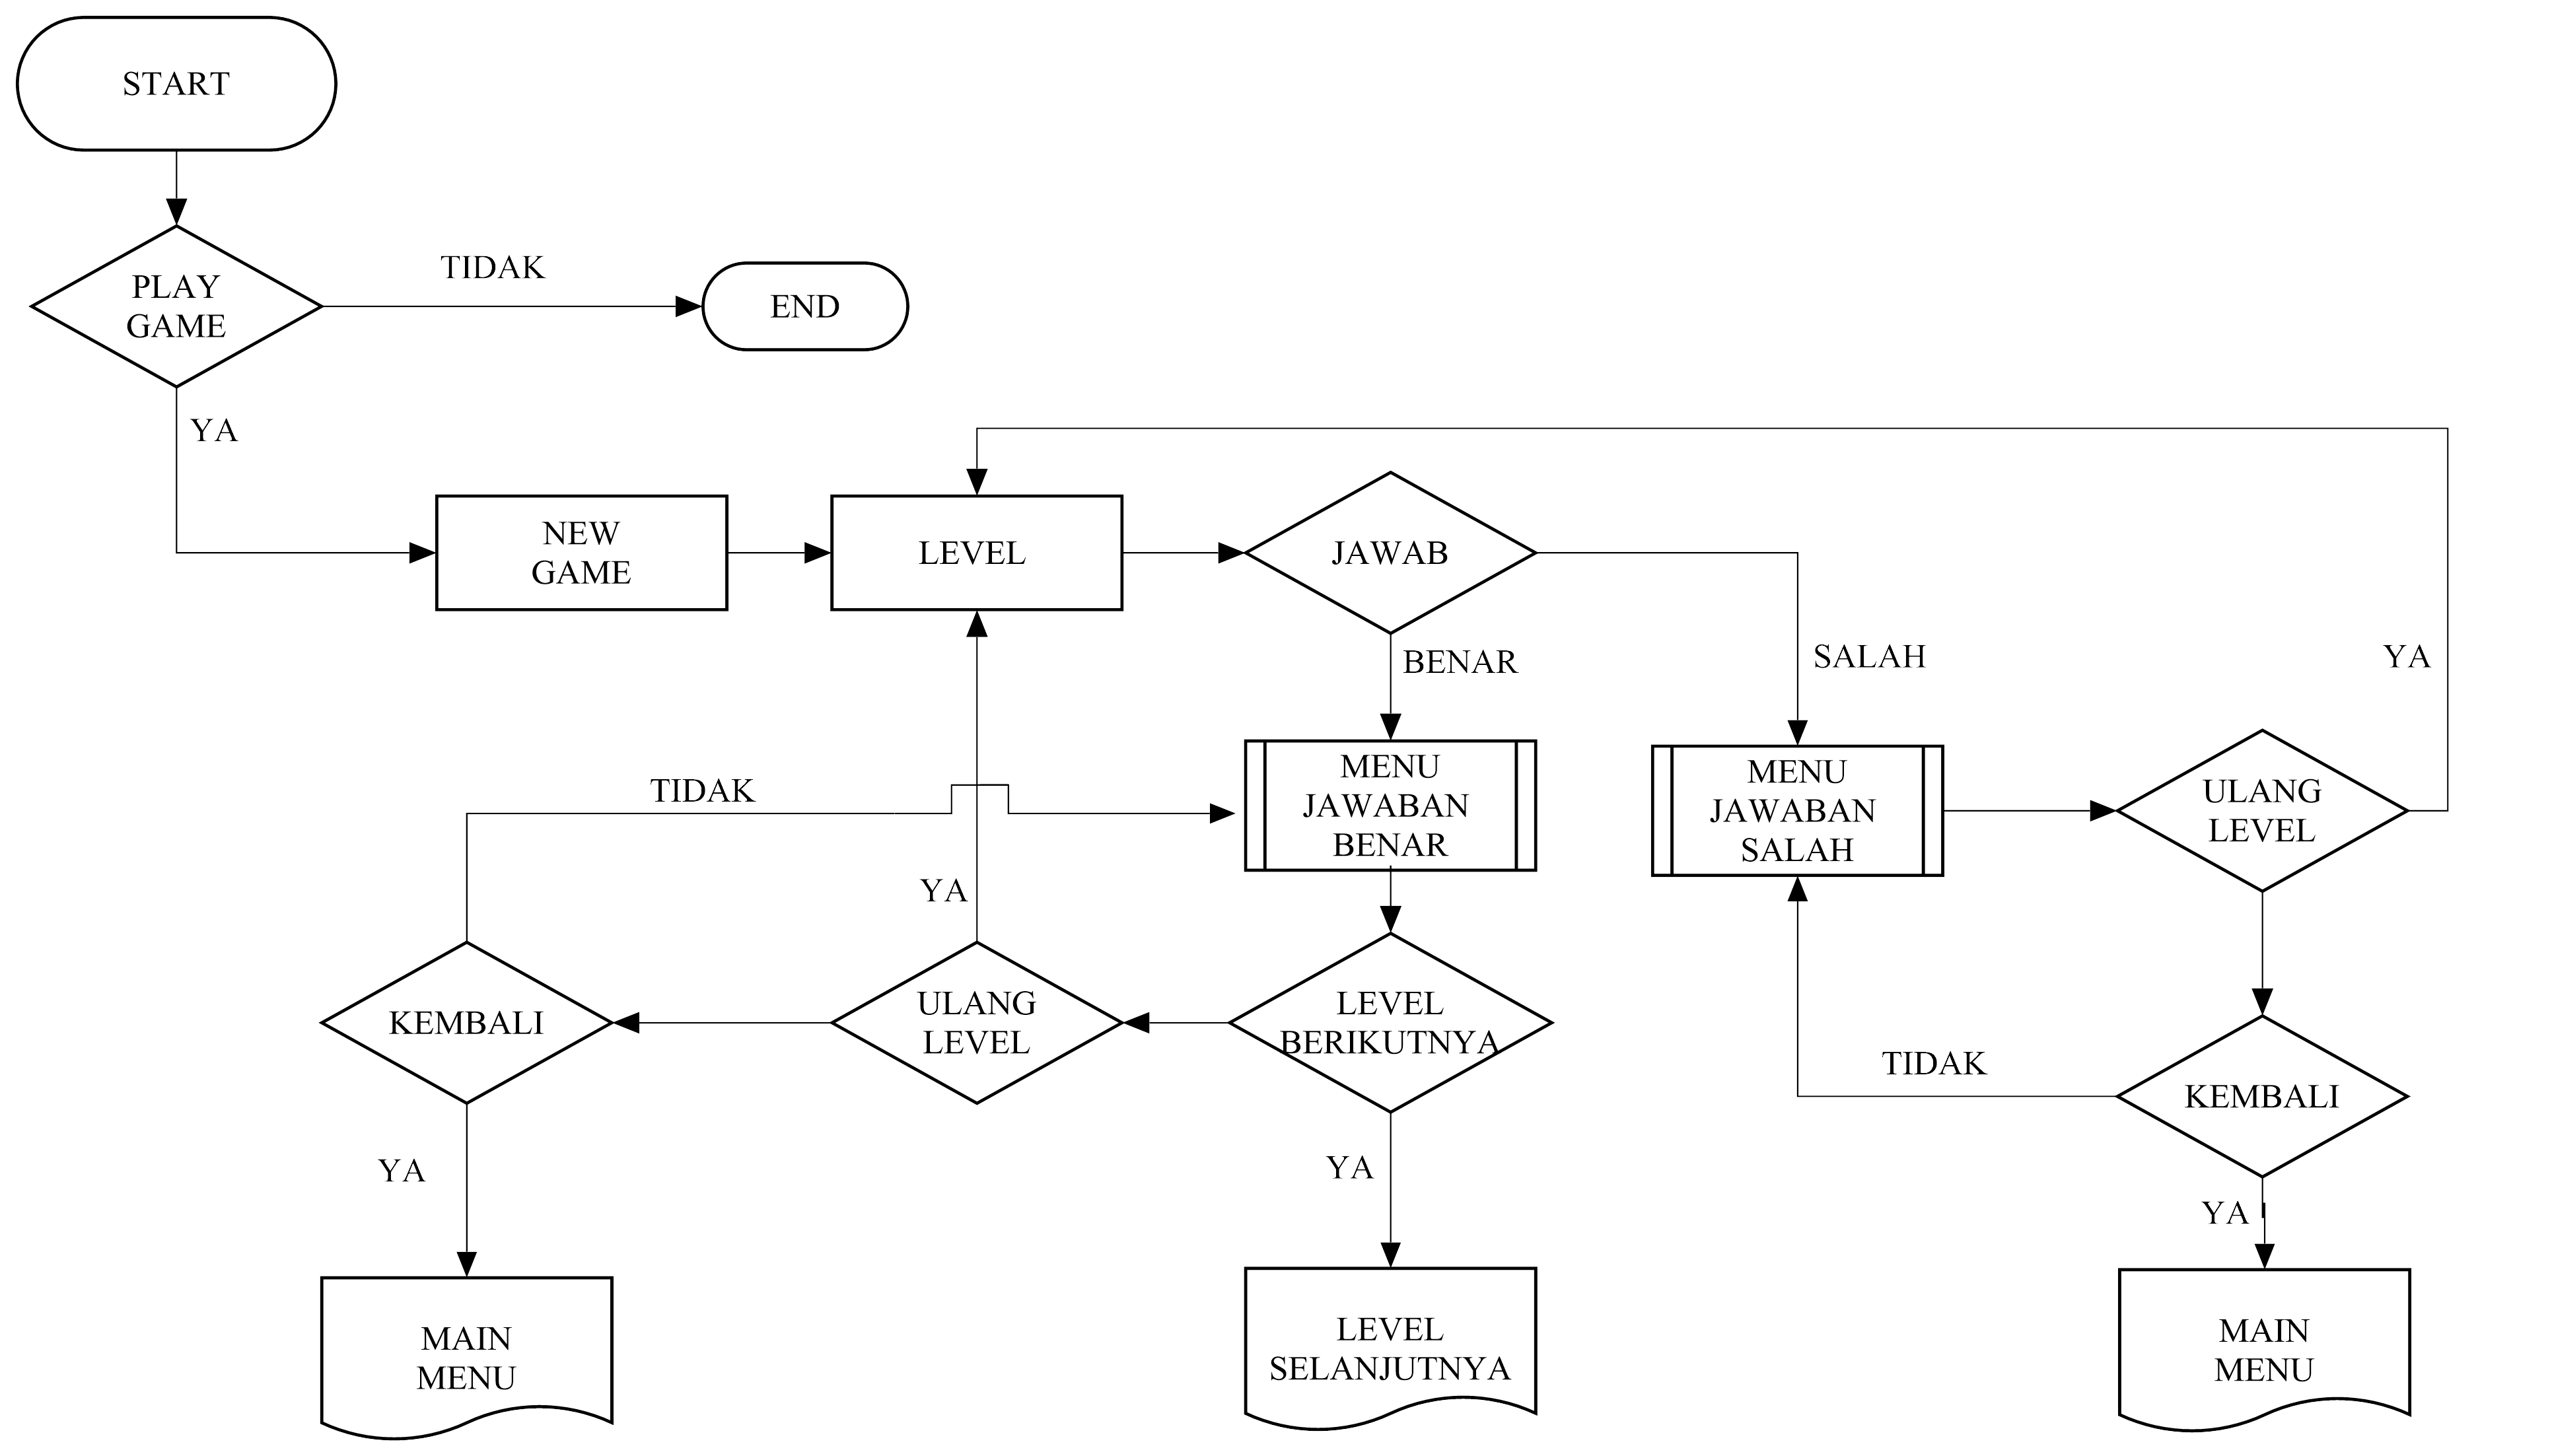 START
PLAY
GAME
TIDAK
END
YA
NEW
GAME
LEVEL
JAWAB
BENAR
SALAH
YA
MENU
JAWABAN
BENAR
MENU
JAWABAN
SALAH
ULANG
LEVEL
TIDAK
YA
KEMBALI
ULANG
LEVEL
LEVEL
BERIKUTNYA
TIDAK
KEMBALI
YA
YA
YA
MAIN
MENU
LEVEL
SELANJUTNYA
MAIN
MENU